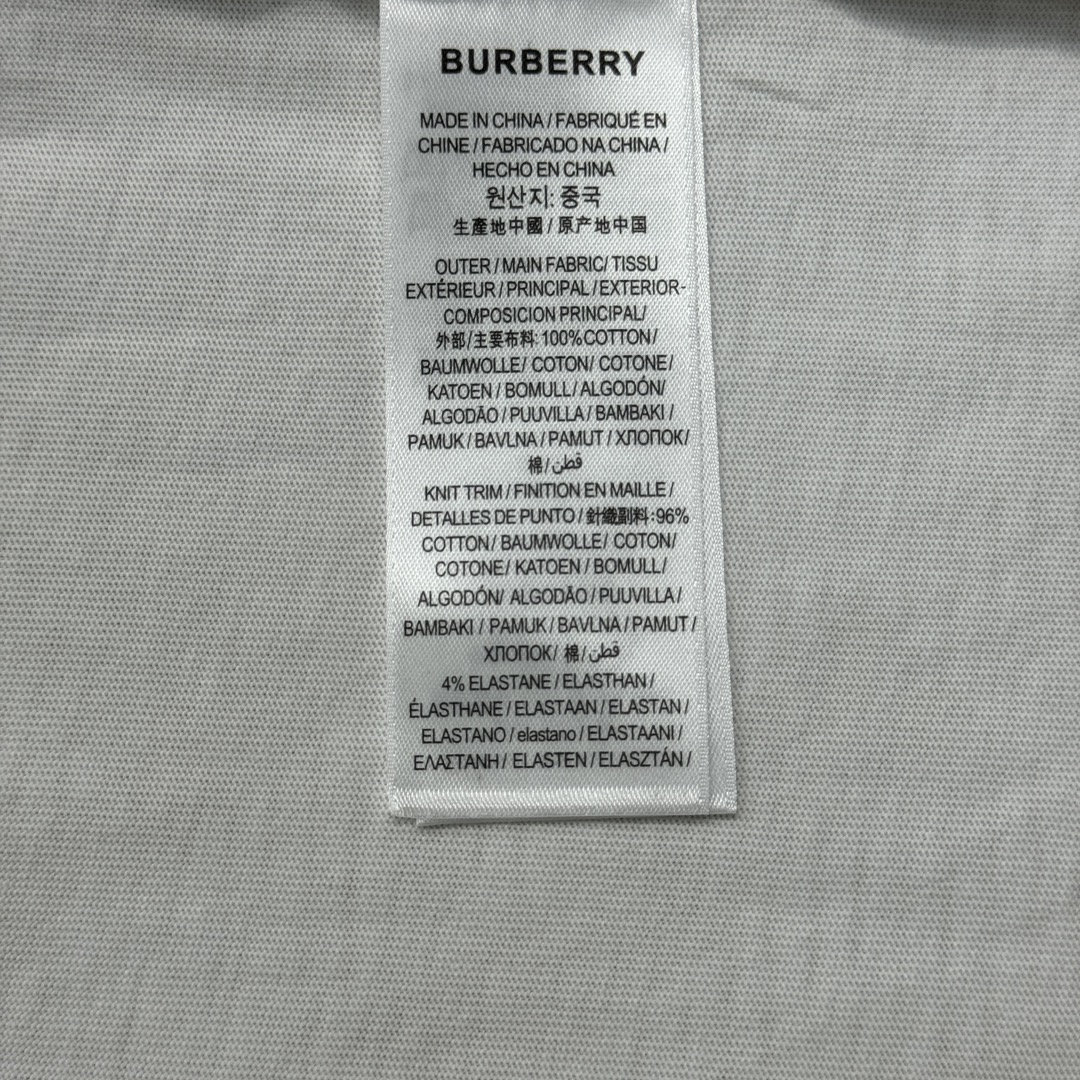 BURBERRY
MADE IN CHINA / FABRIQUÉ EN
CHINE / FABRICADO NA CHINA /
HECHO EN CHINA
원산지: 중국
生產地中國 / 原产地中国
OUTER / MAIN FABRIC/ TISSU
EXTÉRIEUR / PRINCIPAL / EXTERIOR-
COMPOSICION PRINCIPAL/
外部/主要布料: 100%COTTON /
BAUMWOLLE/ COTON/ COTONE/
KATOEN / BOMULL/ ALGODÓN/
ALGODÃO / PUUVILLA / BAMBAKI /
PAMUK / BAVLNA / PAMUT / ХЛОПОК/
棉/ قطن
KNIT TRIM / FINITION EN MAILLE /
DETALLES DE PUNTO / 針織副料:96%
COTTON / BAUMWOLLE/ COTON/
COTONE/ KATOEN / BOMULL/
ALGODÓN/ ALGODÃO / PUUVILLA /
BAMBAKI / PAMUK / BAVLNA / PAMUT /
ХЛОПОК/ 棉/ قطن
4% ELASTANE / ELASTHAN /
ÉLASTHANE / ELASTAAN / ELASTAN /
ELASTANO / elastano / ELASTAANI /
ΕΛΑΣΤΑΝΗ / ELASTEN / ELASZTÁN /